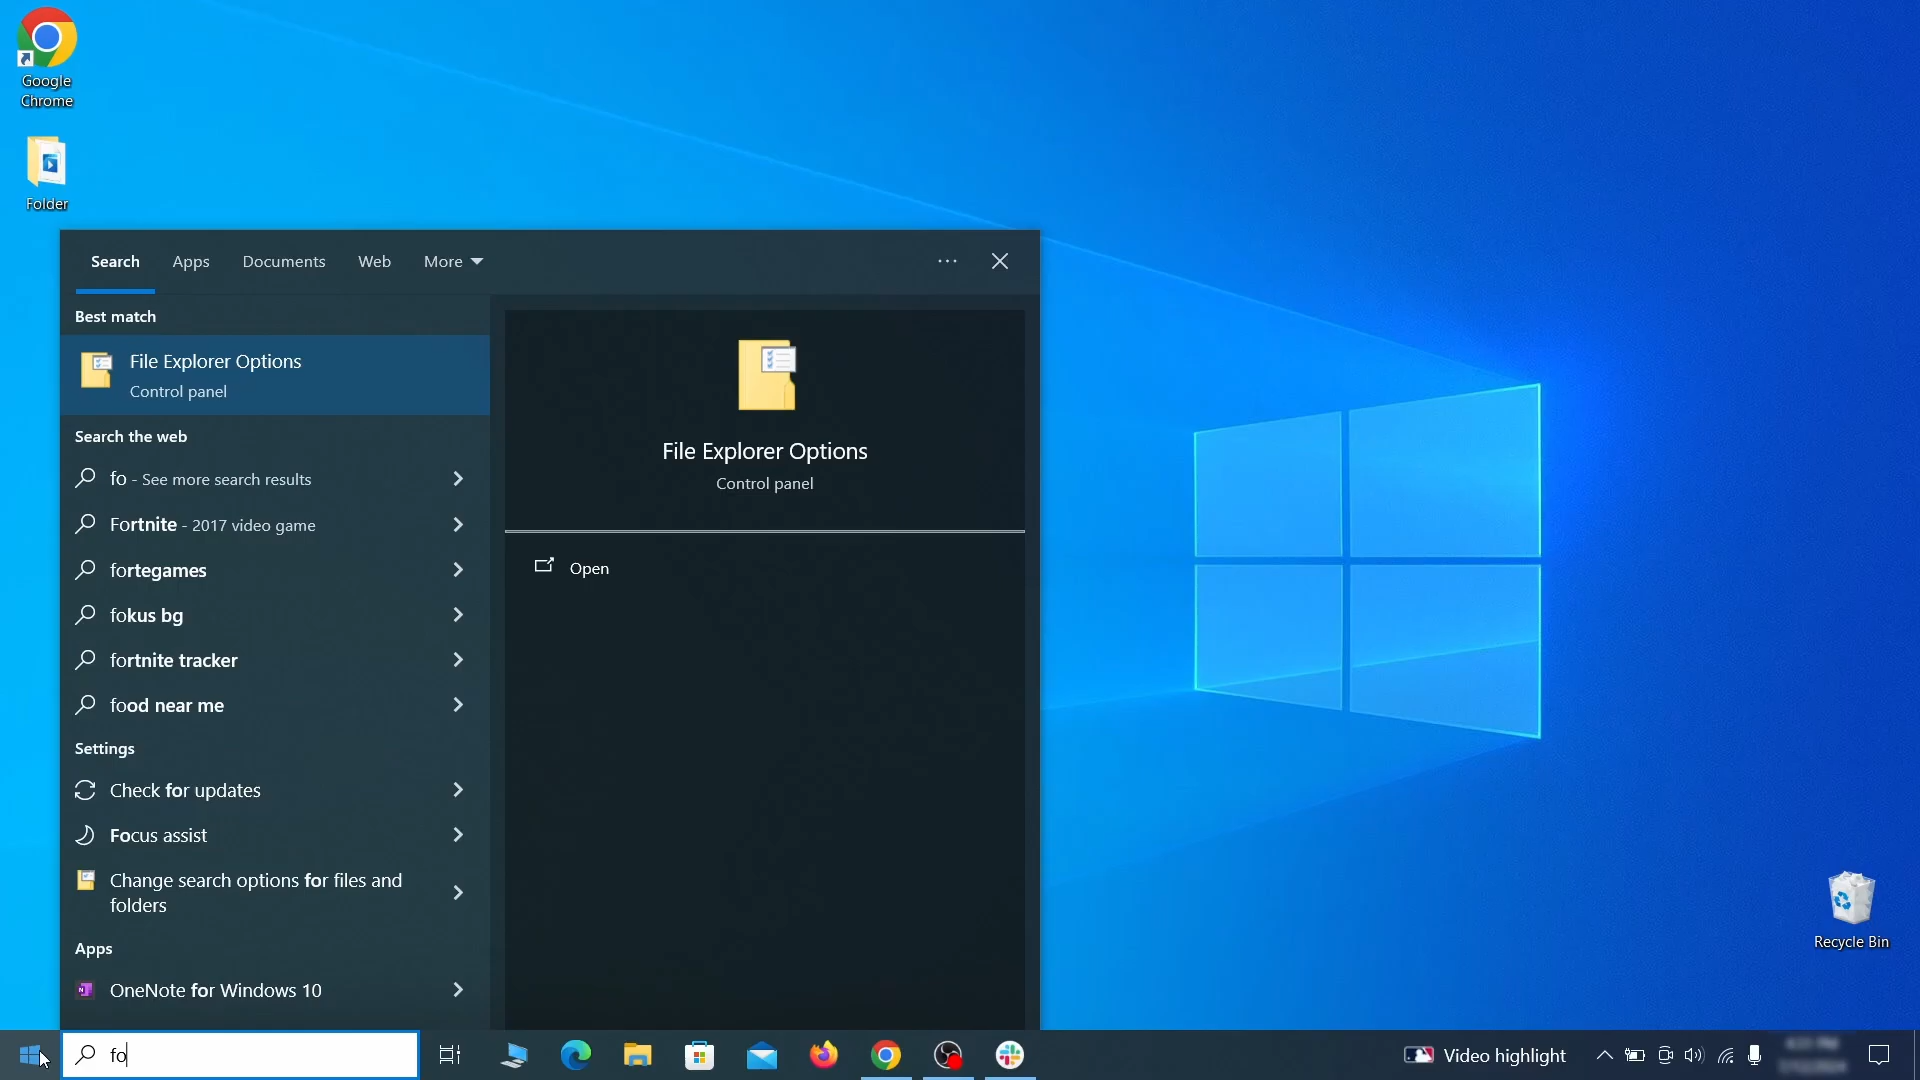 Google
Chrome
Folder
Search
Apps
Documents
Web
More
Best match
File Explorer Options
Control panel
Search the web
fo - See more search results
Fortnite - 2017 video game
fortegames
fokus bg
fortnite tracker
food near me
Settings
Check for updates
Focus assist
Change search options for files and
folders
Apps
OneNote for Windows 10
File Explorer Options
Control panel
Open
Recycle Bin
fo
Video highlight